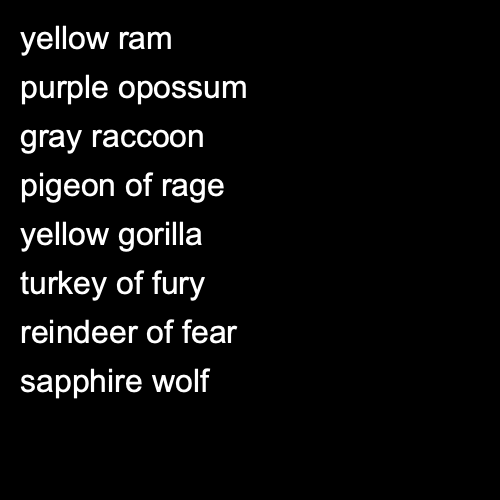 yellow ram
purple opossum
gray raccoon
pigeon of rage
yellow gorilla
turkey of fury
reindeer of fear
sapphire wolf